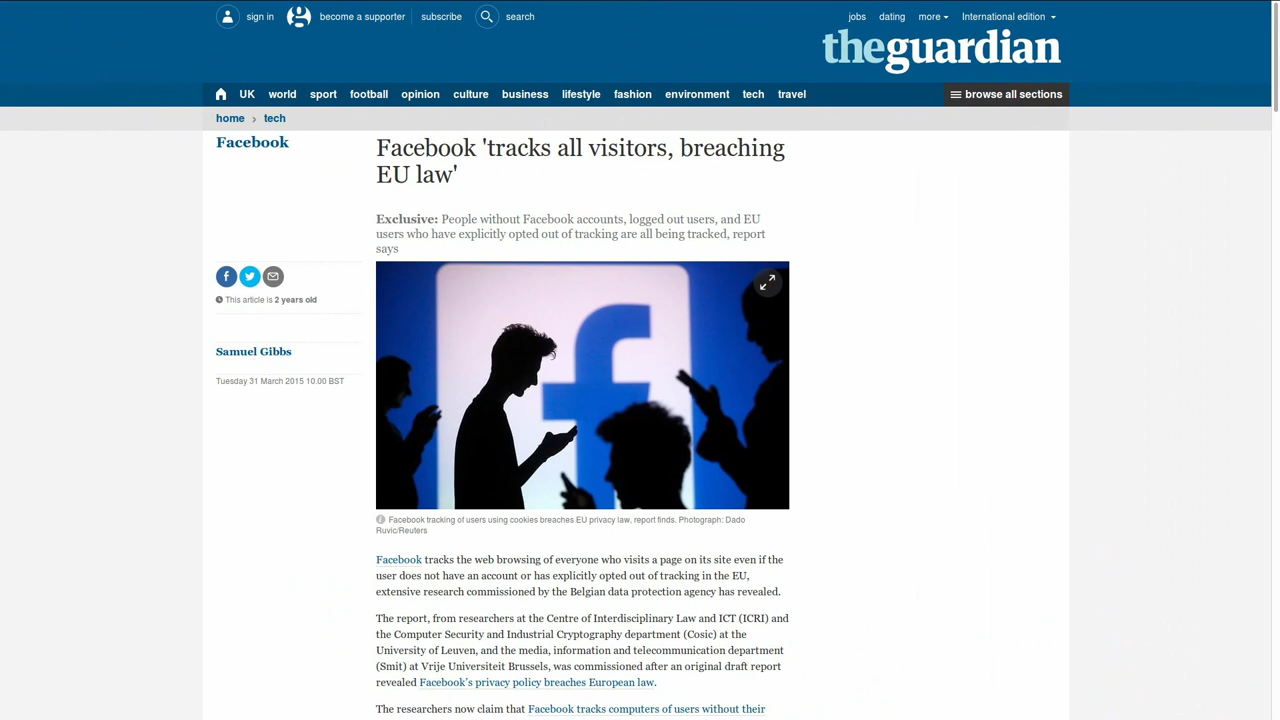 sign in
become a supporter
subscribe
search
jobs
dating
more
International edition
theguardian
UK
world
sport
football
opinion
culture
business
lifestyle
fashion
environment
tech
travel
browse all sections
home
tech
Facebook
Facebook 'tracks all visitors, breaching
EU law'
Exclusive: People without Facebook accounts, logged out users, and EU
users who have explicitly opted out of tracking are all being tracked, report
says
This article is 2 years old
Samuel Gibbs
Tuesday 31 March 2015 10.00 BST
Facebook tracking of users using cookies breaches EU privacy law, report finds. Photograph: Dado
Ruvic/Reuters
Facebook tracks the web browsing of everyone who visits a page on its site even if the
user does not have an account or has explicitly opted out of tracking in the EU,
extensive research commissioned by the Belgian data protection agency has revealed.
The report, from researchers at the Centre of Interdisciplinary Law and ICT (ICRI) and
the Computer Security and Industrial Cryptography department (Cosic) at the
University of Leuven, and the media, information and telecommunication department
(Smit) at Vrije Universiteit Brussels, was commissioned after an original draft report
revealed Facebook's privacy policy breaches European law.
The researchers now claim that Facebook tracks computers of users without their